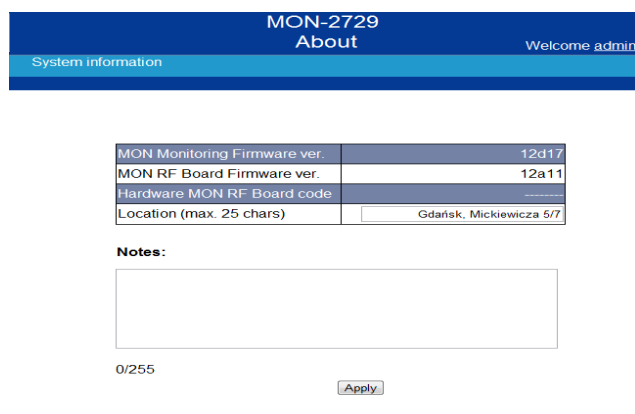 MON-2729
About
Welcome admin
System information
MON Monitoring Firmware ver. 12d17
MON RF Board Firmware ver. 12a11
Hardware MON RF Board code --------
Location (max. 25 chars) Gdańsk, Mickiewicza 5/7
Notes:
0/255
Apply